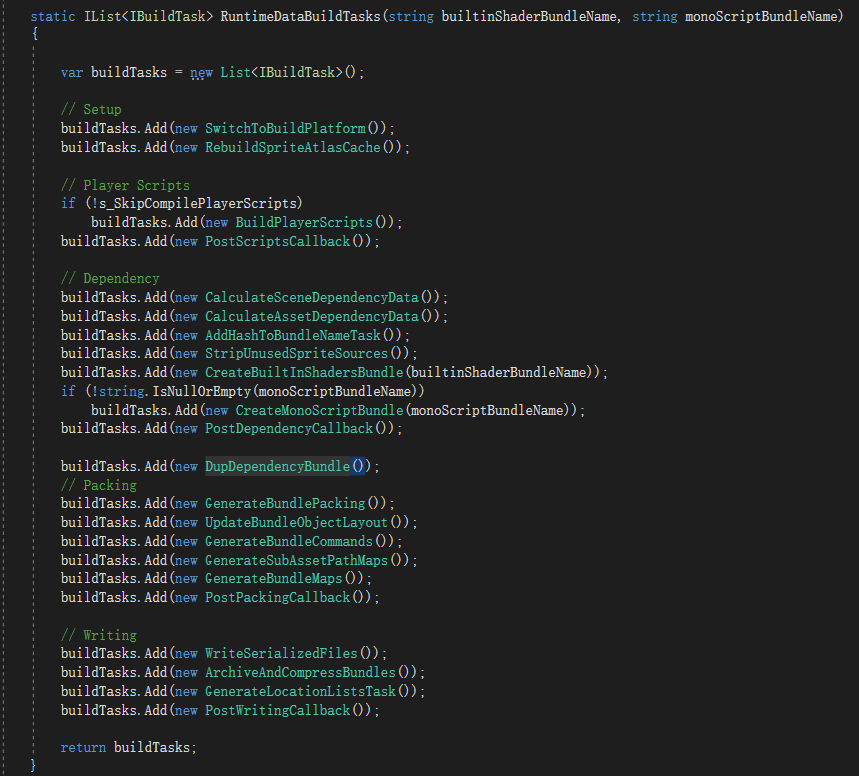 static IList<IBuildTask> RuntimeDataBuildTasks(string builtinShaderBundleName, string monoScriptBundleName)
{
var buildTasks = new List<IBuildTask>();
// Setup
buildTasks.Add(new SwitchToBuildPlatform());
buildTasks.Add(new RebuildSpriteAtlasCache());
// Player Scripts
if (!s_SkipCompilePlayerScripts)
buildTasks.Add(new BuildPlayerScripts());
buildTasks.Add(new PostScriptsCallback());
// Dependency
buildTasks.Add(new CalculateSceneDependencyData());
buildTasks.Add(new CalculateAssetDependencyData());
buildTasks.Add(new AddHashToBundleNameTask());
buildTasks.Add(new StripUnusedSpriteSources());
buildTasks.Add(new CreateBuiltInShadersBundle(builtinShaderBundleName));
if (!string.IsNullOrEmpty(monoScriptBundleName))
buildTasks.Add(new CreateMonoScriptBundle(monoScriptBundleName));
buildTasks.Add(new PostDependencyCallback());
buildTasks.Add(new DupDependencyBundle());
// Packing
buildTasks.Add(new GenerateBundlePacking());
buildTasks.Add(new UpdateBundleObjectLayout());
buildTasks.Add(new GenerateBundleCommands());
buildTasks.Add(new GenerateSubAssetPathMaps());
buildTasks.Add(new GenerateBundleMaps());
buildTasks.Add(new PostPackingCallback());
// Writing
buildTasks.Add(new WriteSerializedFiles());
buildTasks.Add(new ArchiveAndCompressBundles());
buildTasks.Add(new GenerateLocationListsTask());
buildTasks.Add(new PostWritingCallback());
return buildTasks;
}